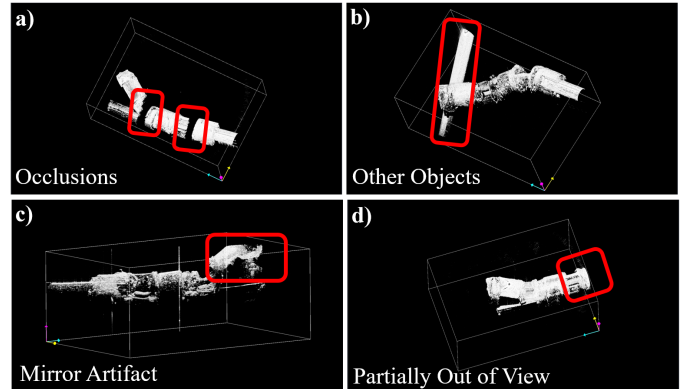 a)
Occlusions
b)
Other Objects
c)
Mirror Artifact
d)
Partially Out of View